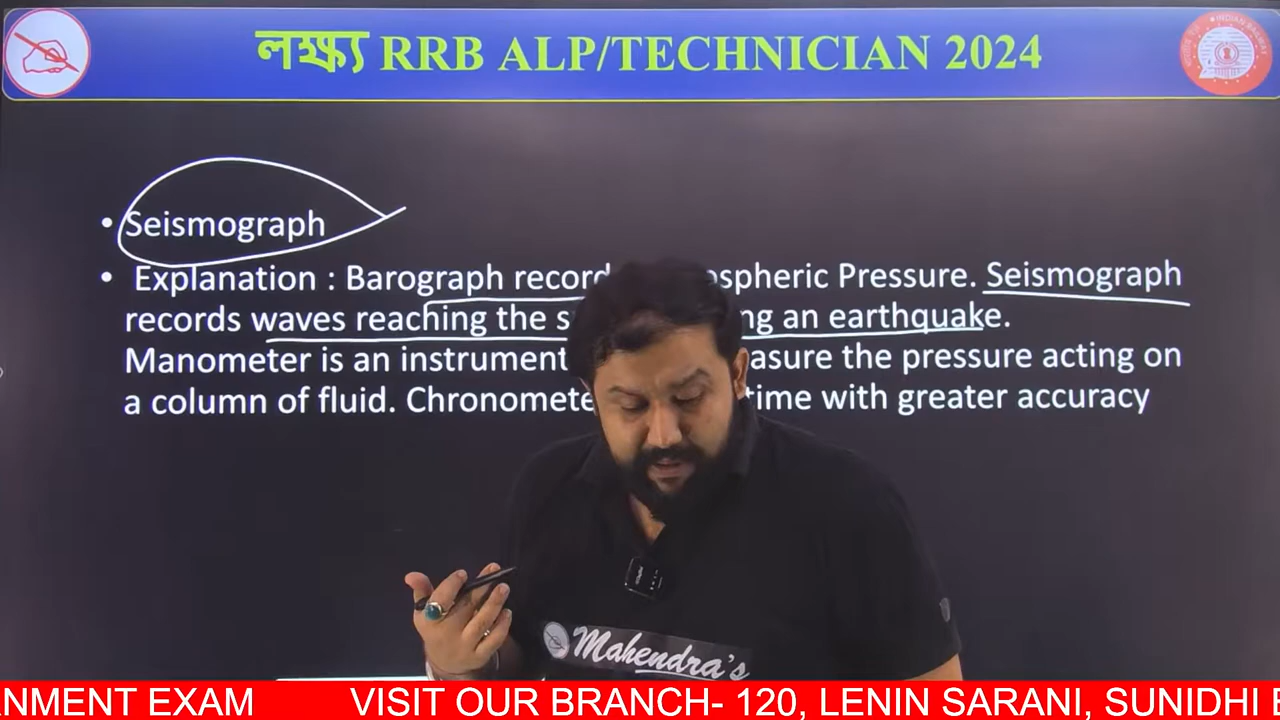 লক্ষ্য RRB ALP/TECHNICIAN 2024
• Seismograph
• Explanation : Barograph record spheric Pressure. Seismograph
records waves reaching the s ng an earthquake.
Manometer is an instrument asure the pressure acting on
a column of fluid. Chronomete time with greater accuracy
Mahendra's
NMENT EXAM VISIT OUR BRANCH- 120, LENIN SARANI, SUNIDHI